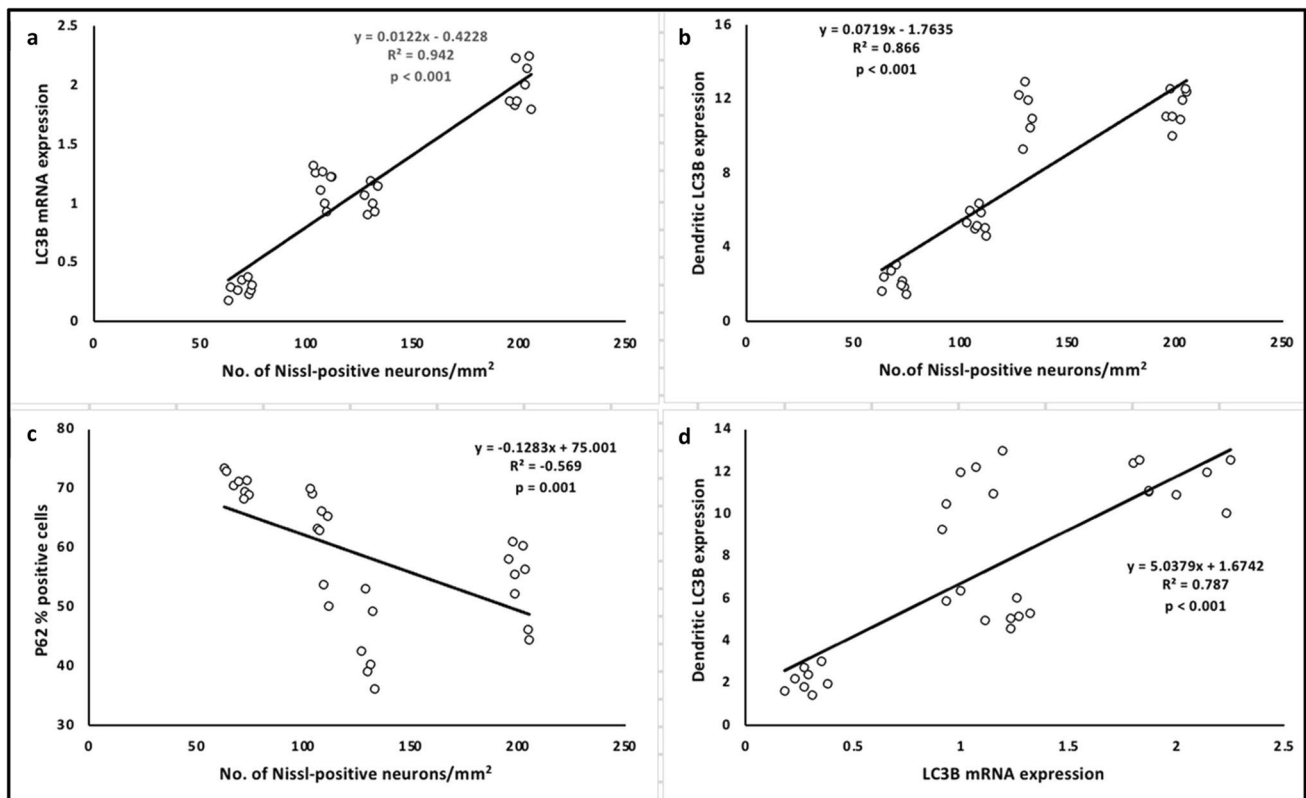 a
y = 0.0122x - 0.4228
R² = 0.942
p < 0.001
LC3B mRNA expression
2.5
2
1.5
1
0.5
0
0 50 100 150 200 250
No. of Nissl-positive neurons/mm²
b
y = 0.0719x - 1.7635
R² = 0.866
p < 0.001
Dendritic LC3B expression
16
12
8
4
0
0 50 100 150 200 250
No.of Nissl-positive neurons/mm²
c
y = -0.1283x + 75.001
R² = -0.569
p = 0.001
P62 % positive cells
80
70
60
50
40
30
0 50 100 150 200 250
No. of Nissl-positive neurons/mm²
d
Dendritic LC3B expression
14
12
10
8
6
4
2
0
y = 5.0379x + 1.6742
R² = 0.787
p < 0.001
0 0.5 1 1.5 2 2.5
LC3B mRNA expression